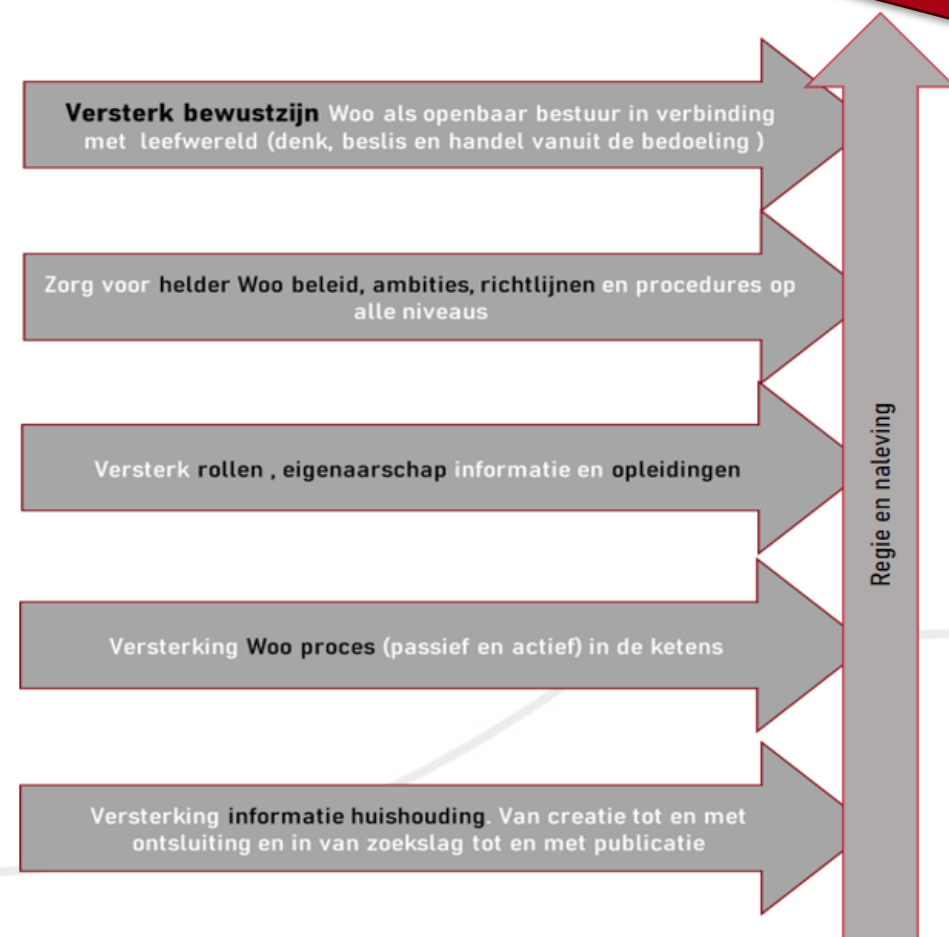 Versterk bewustzijn Woo als openbaar bestuur in verbinding
met leefwereld (denk, beslis en handel vanuit de bedoeling )
Zorg voor helder Woo beleid, ambities, richtlijnen en procedures op
alle niveaus
Versterk rollen , eigenaarschap informatie en opleidingen
Versterking Woo proces (passief en actief) in de ketens
Versterking informatie huishouding. Van creatie tot en met
ontsluiting en in van zoekslag tot en met publicatie
Regie en naleving